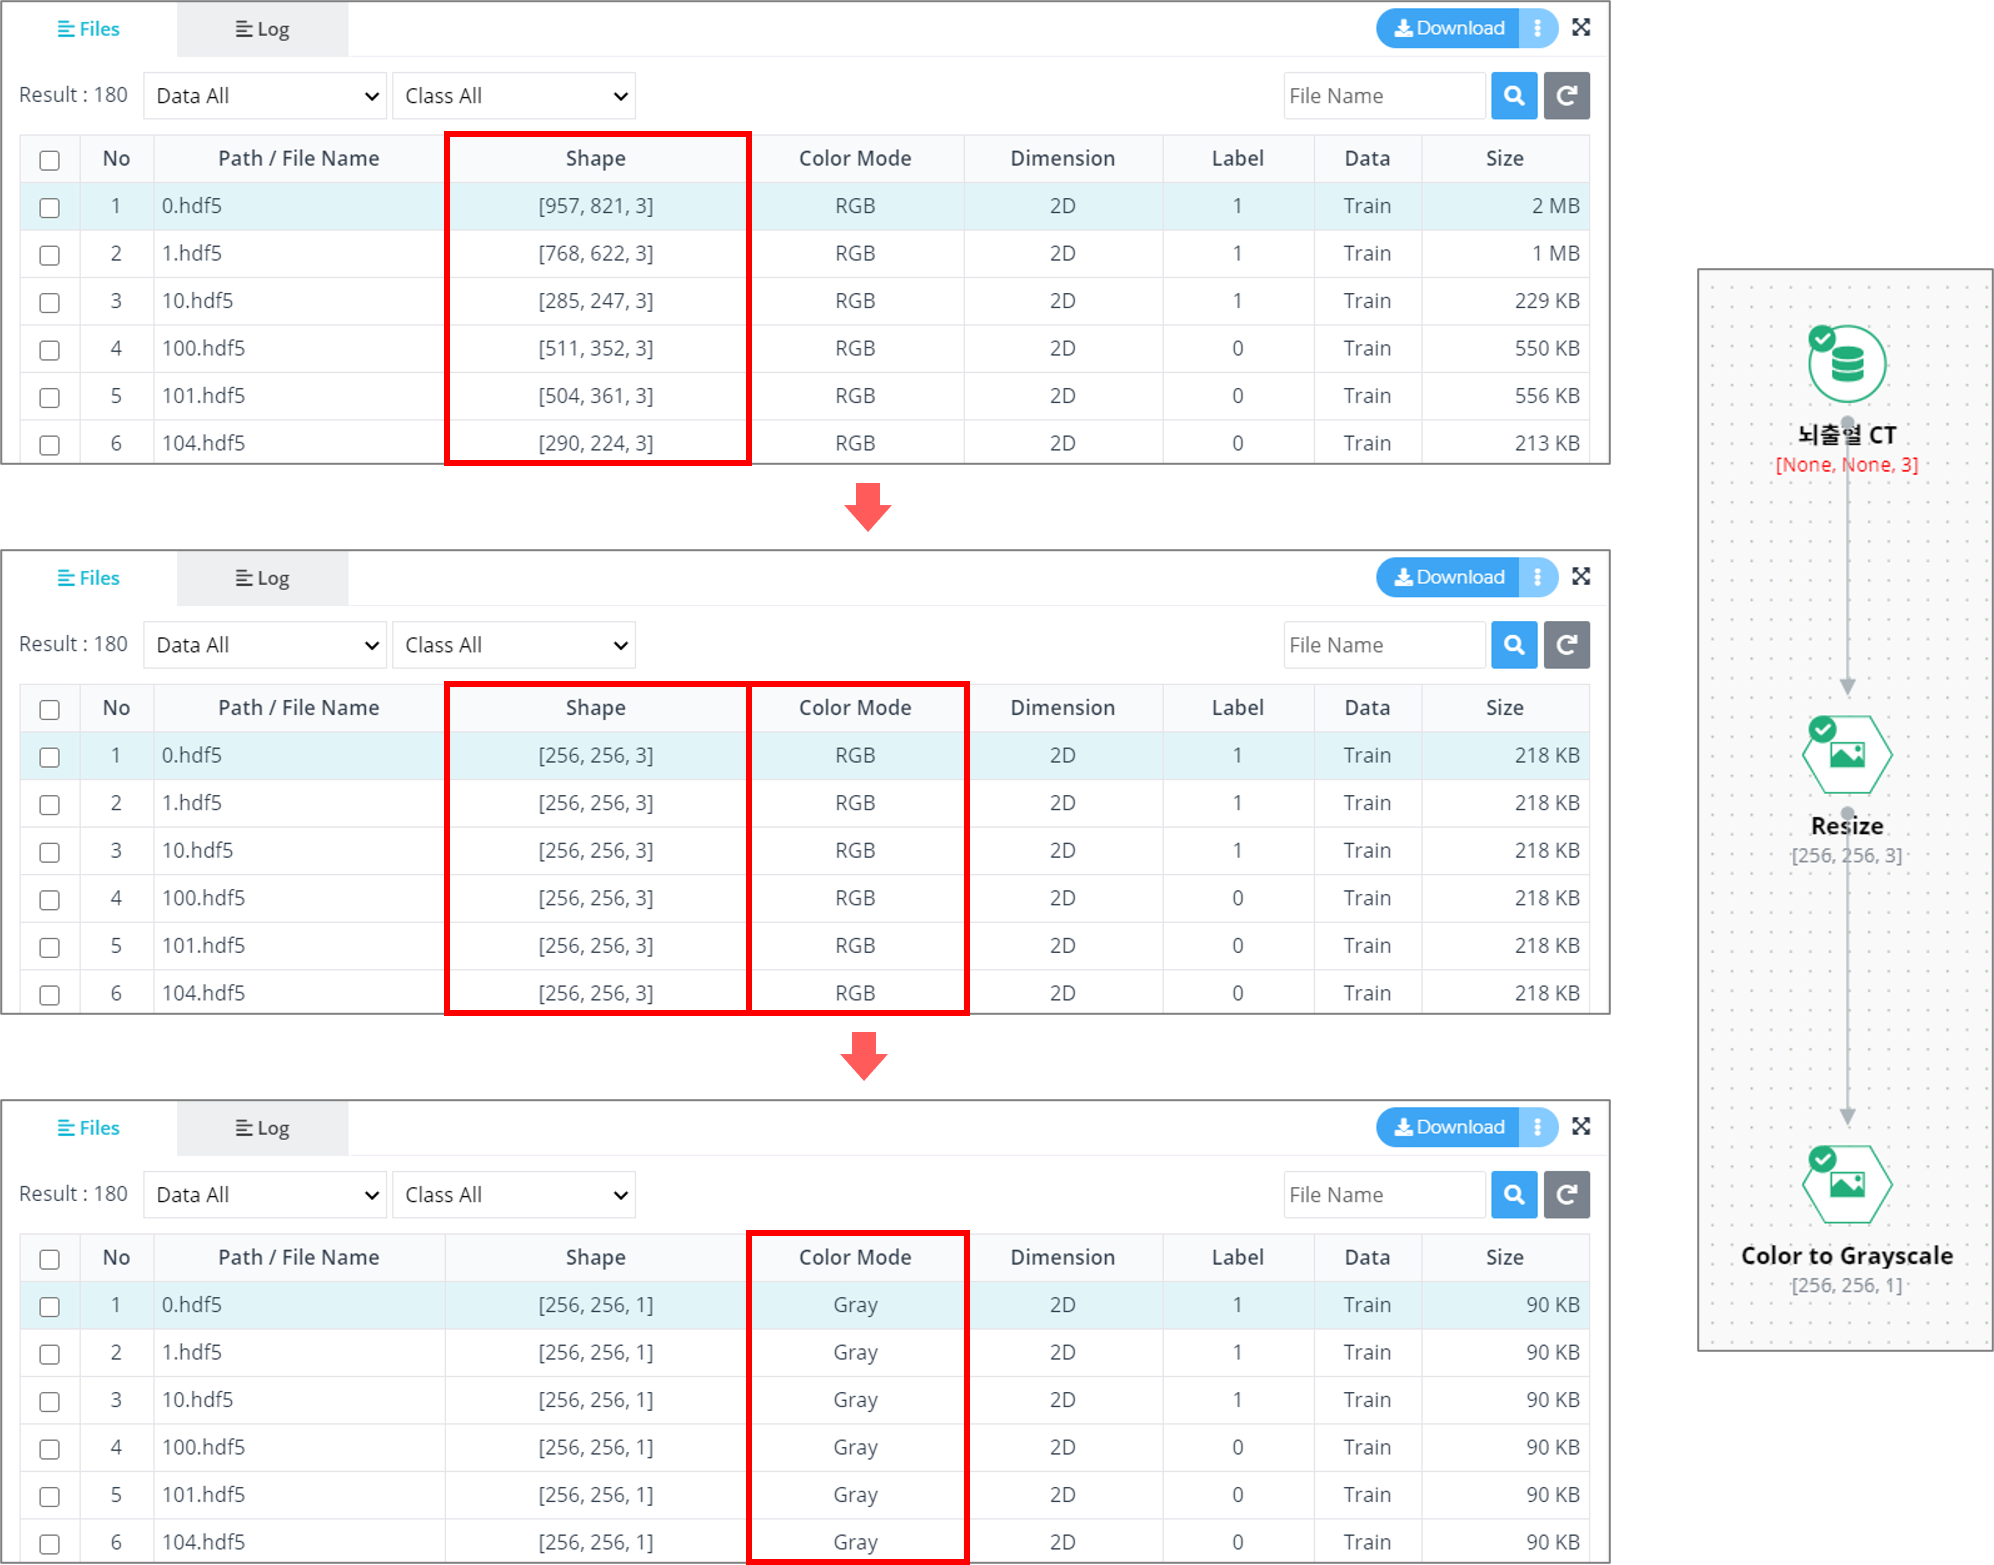 Files Log Download
Result : 180 Data All Class All File Name
No Path / File Name Shape Color Mode Dimension Label Data Size
1 0.hdf5 [957, 821, 3] RGB 2D 1 Train 2 MB
2 1.hdf5 [768, 622, 3] RGB 2D 1 Train 1 MB
3 10.hdf5 [285, 247, 3] RGB 2D 1 Train 229 KB
4 100.hdf5 [511, 352, 3] RGB 2D 0 Train 550 KB
5 101.hdf5 [504, 361, 3] RGB 2D 0 Train 556 KB
6 104.hdf5 [290, 224, 3] RGB 2D 0 Train 213 KB
Files Log Download
Result : 180 Data All Class All File Name
No Path / File Name Shape Color Mode Dimension Label Data Size
1 0.hdf5 [256, 256, 3] RGB 2D 1 Train 218 KB
2 1.hdf5 [256, 256, 3] RGB 2D 1 Train 218 KB
3 10.hdf5 [256, 256, 3] RGB 2D 1 Train 218 KB
4 100.hdf5 [256, 256, 3] RGB 2D 0 Train 218 KB
5 101.hdf5 [256, 256, 3] RGB 2D 0 Train 218 KB
6 104.hdf5 [256, 256, 3] RGB 2D 0 Train 218 KB
Files Log Download
Result : 180 Data All Class All File Name
No Path / File Name Shape Color Mode Dimension Label Data Size
1 0.hdf5 [256, 256, 1] Gray 2D 1 Train 90 KB
2 1.hdf5 [256, 256, 1] Gray 2D 1 Train 90 KB
3 10.hdf5 [256, 256, 1] Gray 2D 1 Train 90 KB
4 100.hdf5 [256, 256, 1] Gray 2D 0 Train 90 KB
5 101.hdf5 [256, 256, 1] Gray 2D 0 Train 90 KB
6 104.hdf5 [256, 256, 1] Gray 2D 0 Train 90 KB
뇌출열 CT
[None, None, 3]
Resize
[256, 256, 3]
Color to Grayscale
[256, 256, 1]